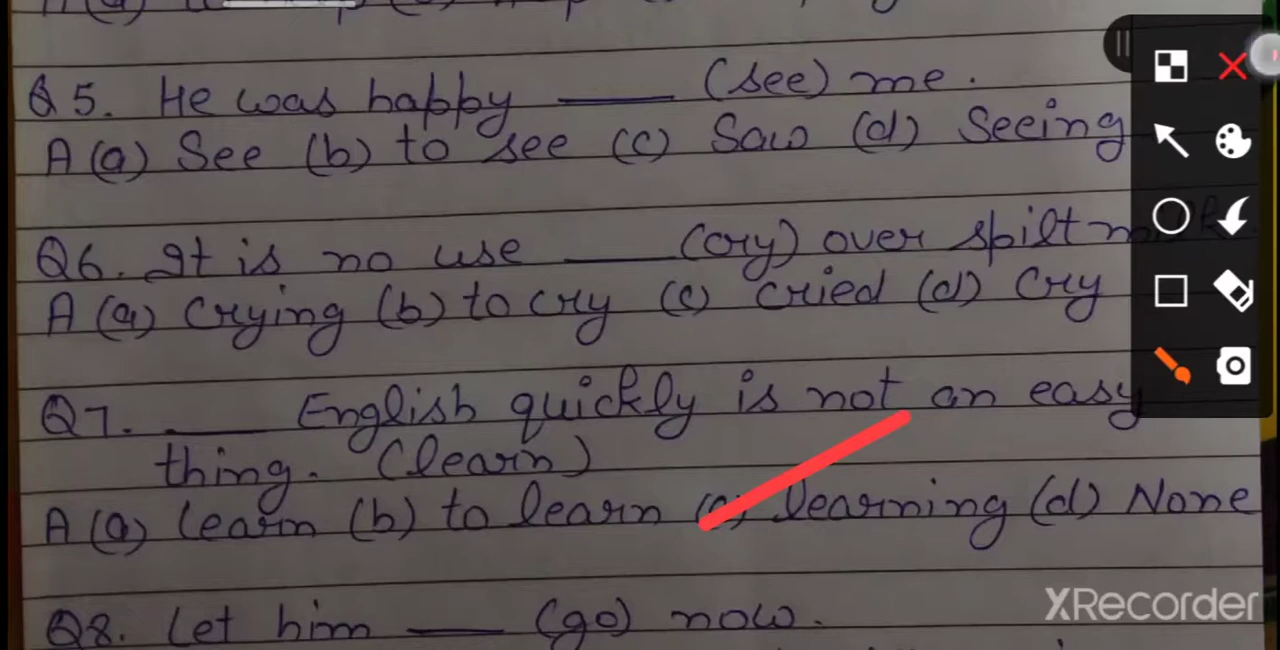 Q5. He was happy ____ (see) me.
A (a) See (b) to see (c) Saw (d) Seeing
Q6. It is no use ____ (cry) over spilt
A (a) Crying (b) to cry (c) cried (d) Cry
Q7. ____ English quickly is not an easy
thing. (learn)
A (a) learn (b) to learn (c) learning (d) None
Q8. Let him ____ (go) now.
XRecorder